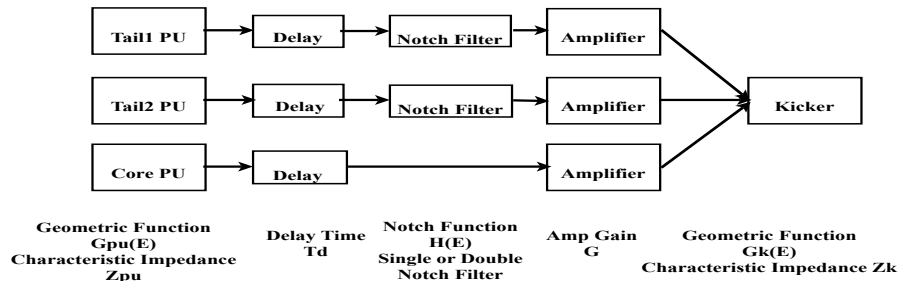 Tail1 PU
Delay
Notch Filter
Amplifier
Tail2 PU
Delay
Notch Filter
Amplifier
Kicker
Core PU
Delay
Amplifier
Geometric Function
Gpu(E)
Characteristic Impedance
Zpu
Delay Time
Td
Notch Function
H(E)
Single or Double
Notch Filter
Amp Gain
G
Geometric Function
Gk(E)
Characteristic Impedance Zk